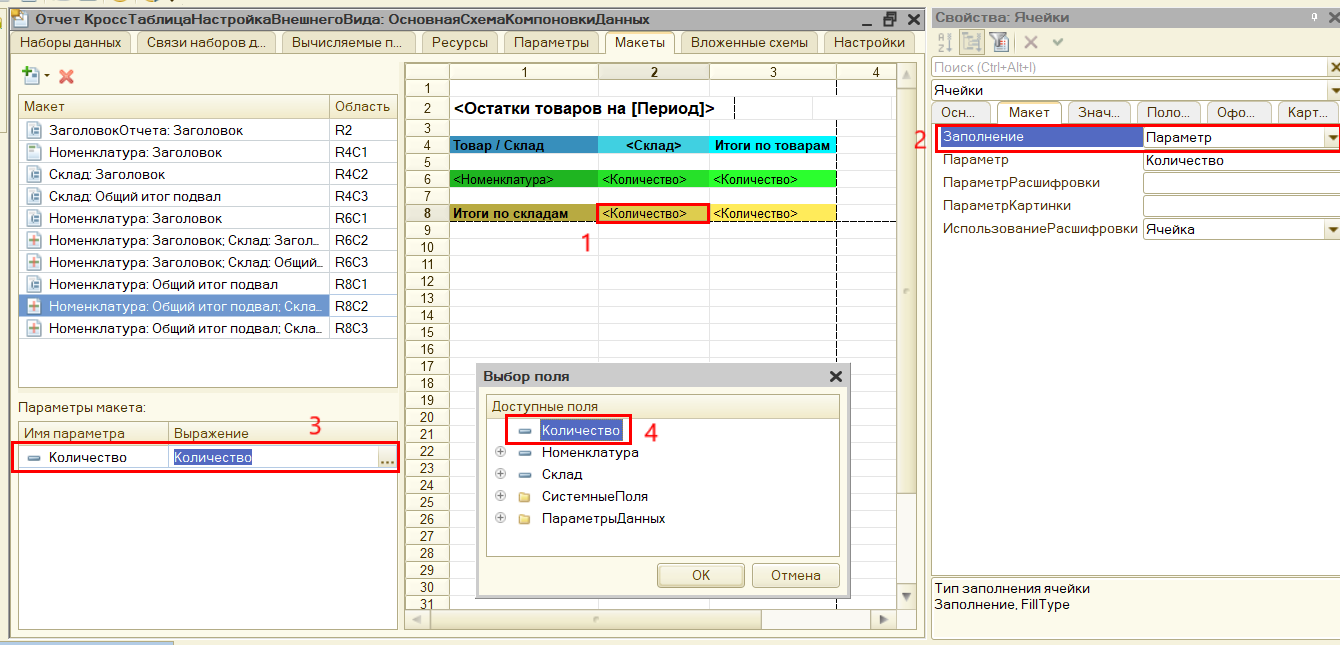 Отчет КроссТаблицаНастройкаВнешнегоВида: ОсновнаяСхемаКомпоновкиДанных
Наборы данных Связи наборов д... Вычисляемые п... Ресурсы Параметры Макеты Вложенные схемы Настройки
Макет Область
ЗаголовокОтчета: Заголовок R2
Номенклатура: Заголовок R4C1
Склад: Заголовок R4C2
Склад: Общий итог подвал R4C3
Номенклатура: Заголовок R6C1
Номенклатура: Заголовок; Склад: Загол... R6C2
Номенклатура: Заголовок; Склад: Общий... R6C3
Номенклатура: Общий итог подвал R8C1
Номенклатура: Общий итог подвал; Скла... R8C2
Номенклатура: Общий итог подвал; Скла... R8C3
Параметры макета:
3
Имя параметра Выражение
Количество Количество ...
1 2 3 4
1
2 <Остатки товаров на [Период]>
3
4 Товар / Склад <Склад> Итоги по товарам
5
6 <Номенклатура> <Количество> <Количество>
7
8 Итоги по складам <Количество> <Количество>
1
9
10
11
12
13
14
15
16
17
18
19
20
21
22
23
24
25
26
27
28
29
30
31
Выбор поля
Доступные поля
Количество 4
Номенклатура
Склад
СистемныеПоля
ПараметрыДанных
OK Отмена
Свойства: Ячейки
Поиск (Ctrl+Alt+I)
Ячейки
Осн... Макет Знач... Поло... Офо... Карт...
2 Заполнение Параметр
Параметр Количество
ПараметрРасшифровки
ПараметрКартинки
ИспользованиеРасшифровки Ячейка
Тип заполнения ячейки
Заполнение, FillType